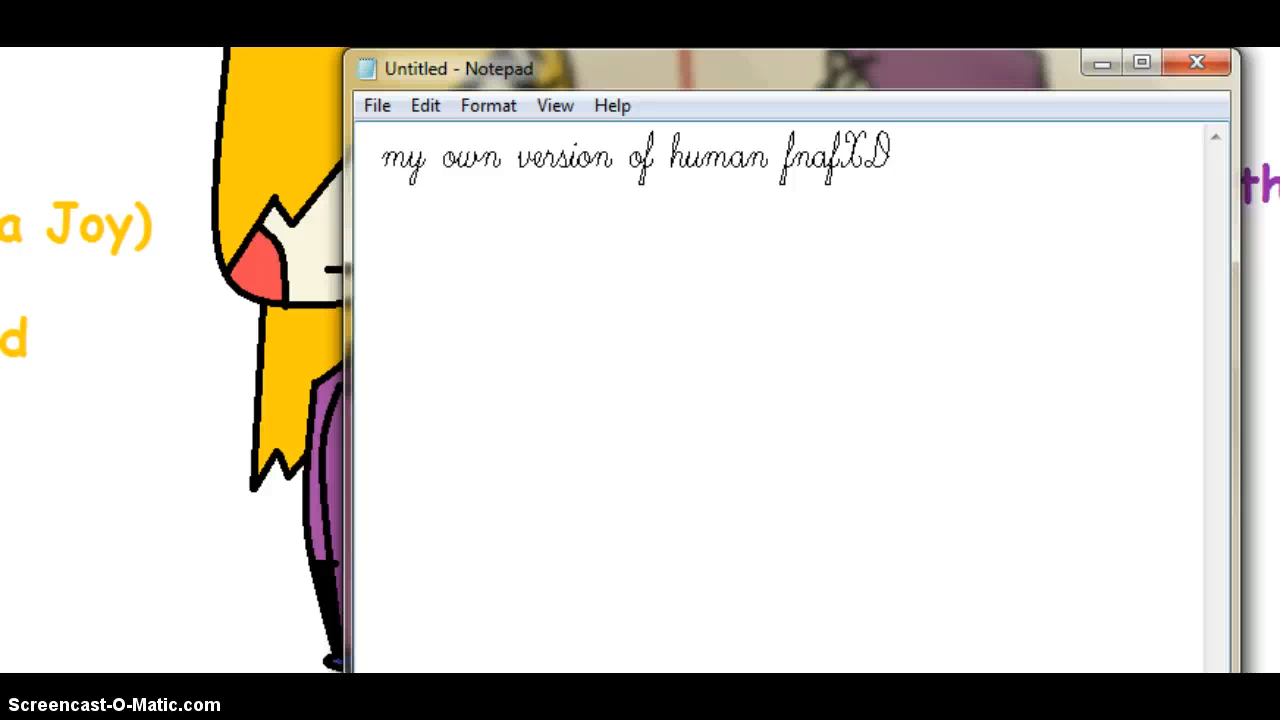 Untitled - Notepad
File Edit Format View Help
my own version of human fnafXD
a Joy)
th
d
Screencast-O-Matic.com